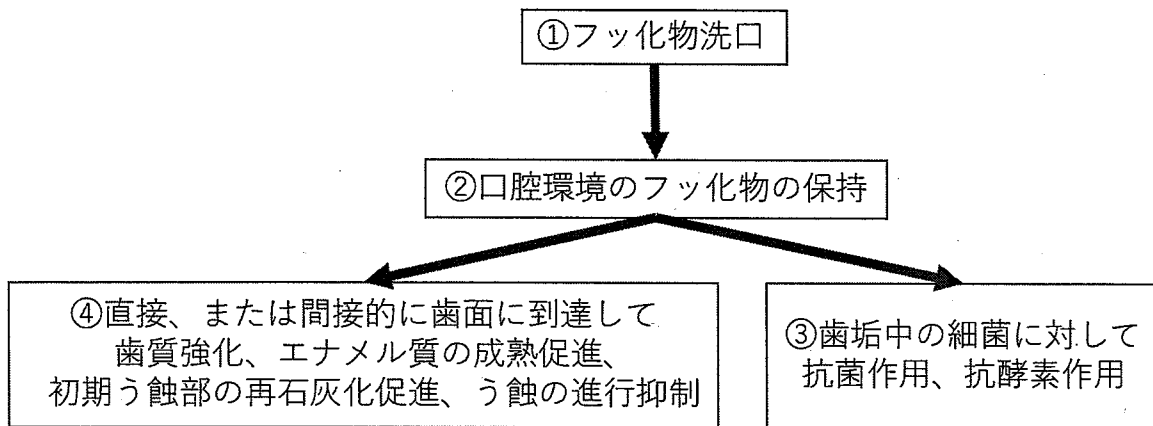 ①フッ化物洗口
②口腔環境のフッ化物の保持
④直接、または間接的に歯面に到達して
歯質強化、エナメル質の成熟促進、
初期う蝕部の再石灰化促進、う蝕の進行抑制
③歯垢中の細菌に対して
抗菌作用、抗酵素作用